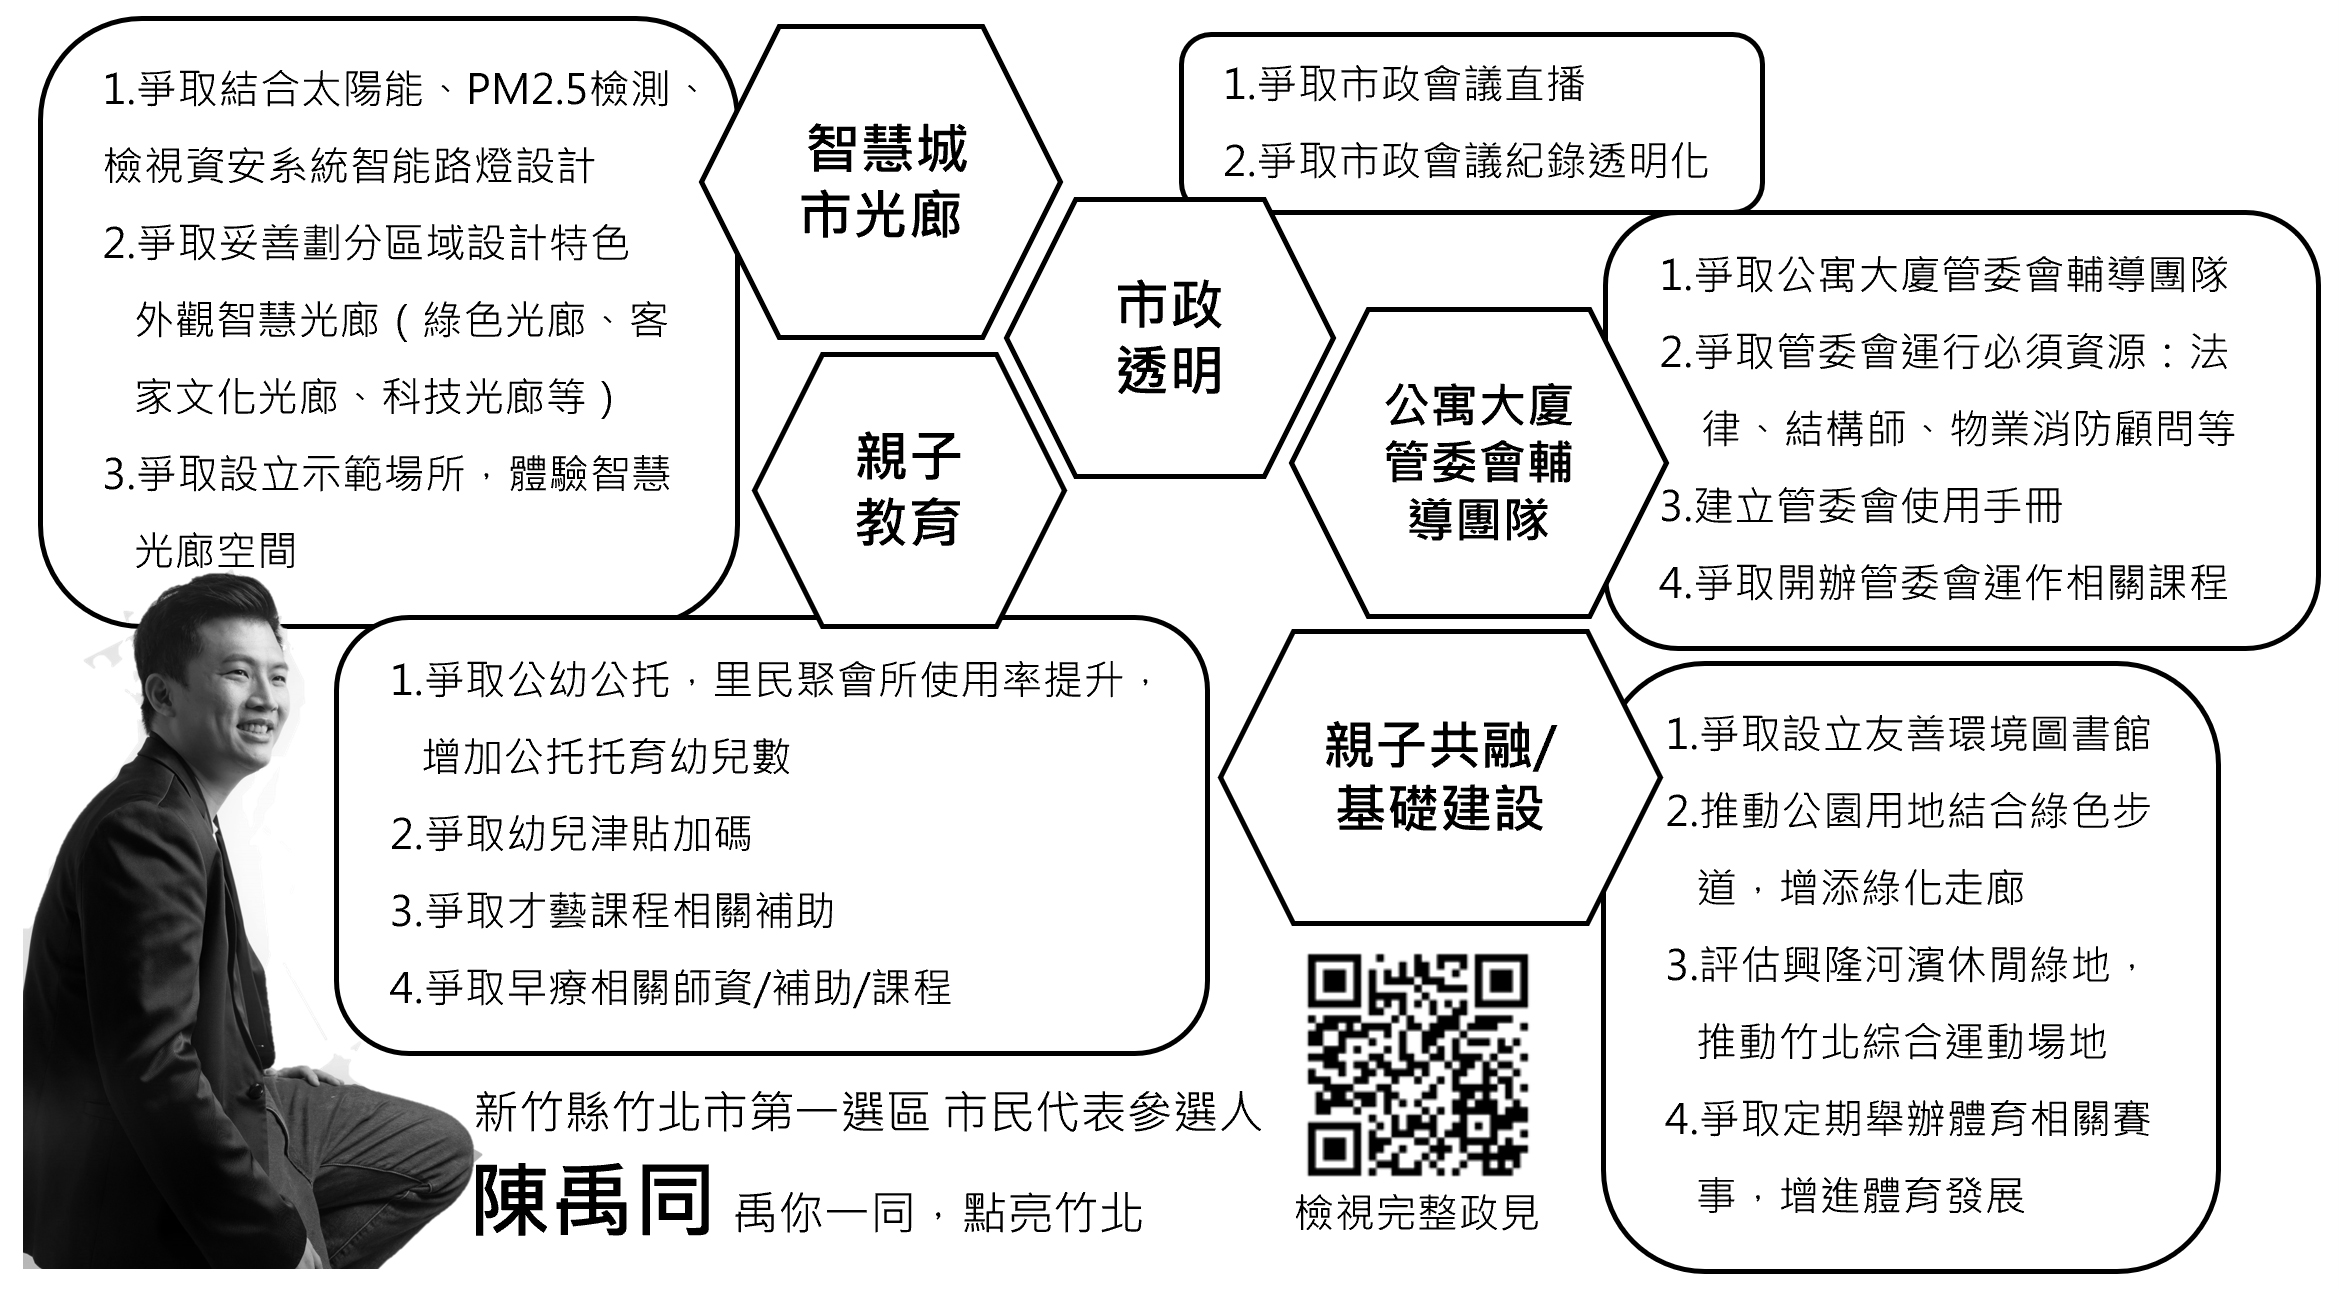 1.爭取結合太陽能、PM2.5檢測、
檢視資安系統智能路燈設計
2.爭取妥善劃分區域設計特色
外觀智慧光廊（綠色光廊、客
家文化光廊、科技光廊等）
3.爭取設立示範場所，體驗智慧
光廊空間
智慧城
市光廊
1.爭取市政會議直播
2.爭取市政會議紀錄透明化
市政
透明
1.爭取公寓大廈管委會輔導團隊
2.爭取管委會運行必須資源：法
律、結構師、物業消防顧問等
3.建立管委會使用手冊
4.爭取開辦管委會運作相關課程
公寓大廈
管委會輔
導團隊
親子
教育
1.爭取公幼公托，里民聚會所使用率提升，
增加公托托育幼兒數
2.爭取幼兒津貼加碼
3.爭取才藝課程相關補助
4.爭取早療相關師資/補助/課程
親子共融/
基礎建設
1.爭取設立友善環境圖書館
2.推動公園用地結合綠色步
道，增添綠化走廊
3.評估興隆河濱休閒綠地，
推動竹北綜合運動場地
4.爭取定期舉辦體育相關賽
事，增進體育發展
新竹縣竹北市第一選區 市民代表參選人
陳禹同 禹你一同，點亮竹北
檢視完整政見